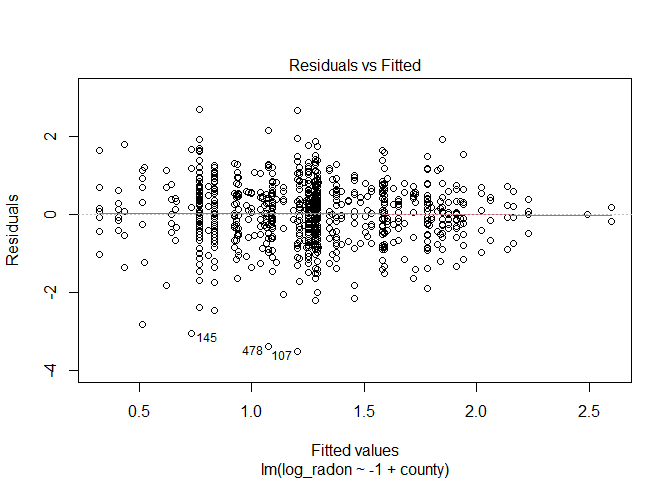 Residuals vs Fitted
Residuals
2
0
-2
-4
145
478
107
0.5 1.0 1.5 2.0 2.5
Fitted values
lm(log_radon ~ -1 + county)